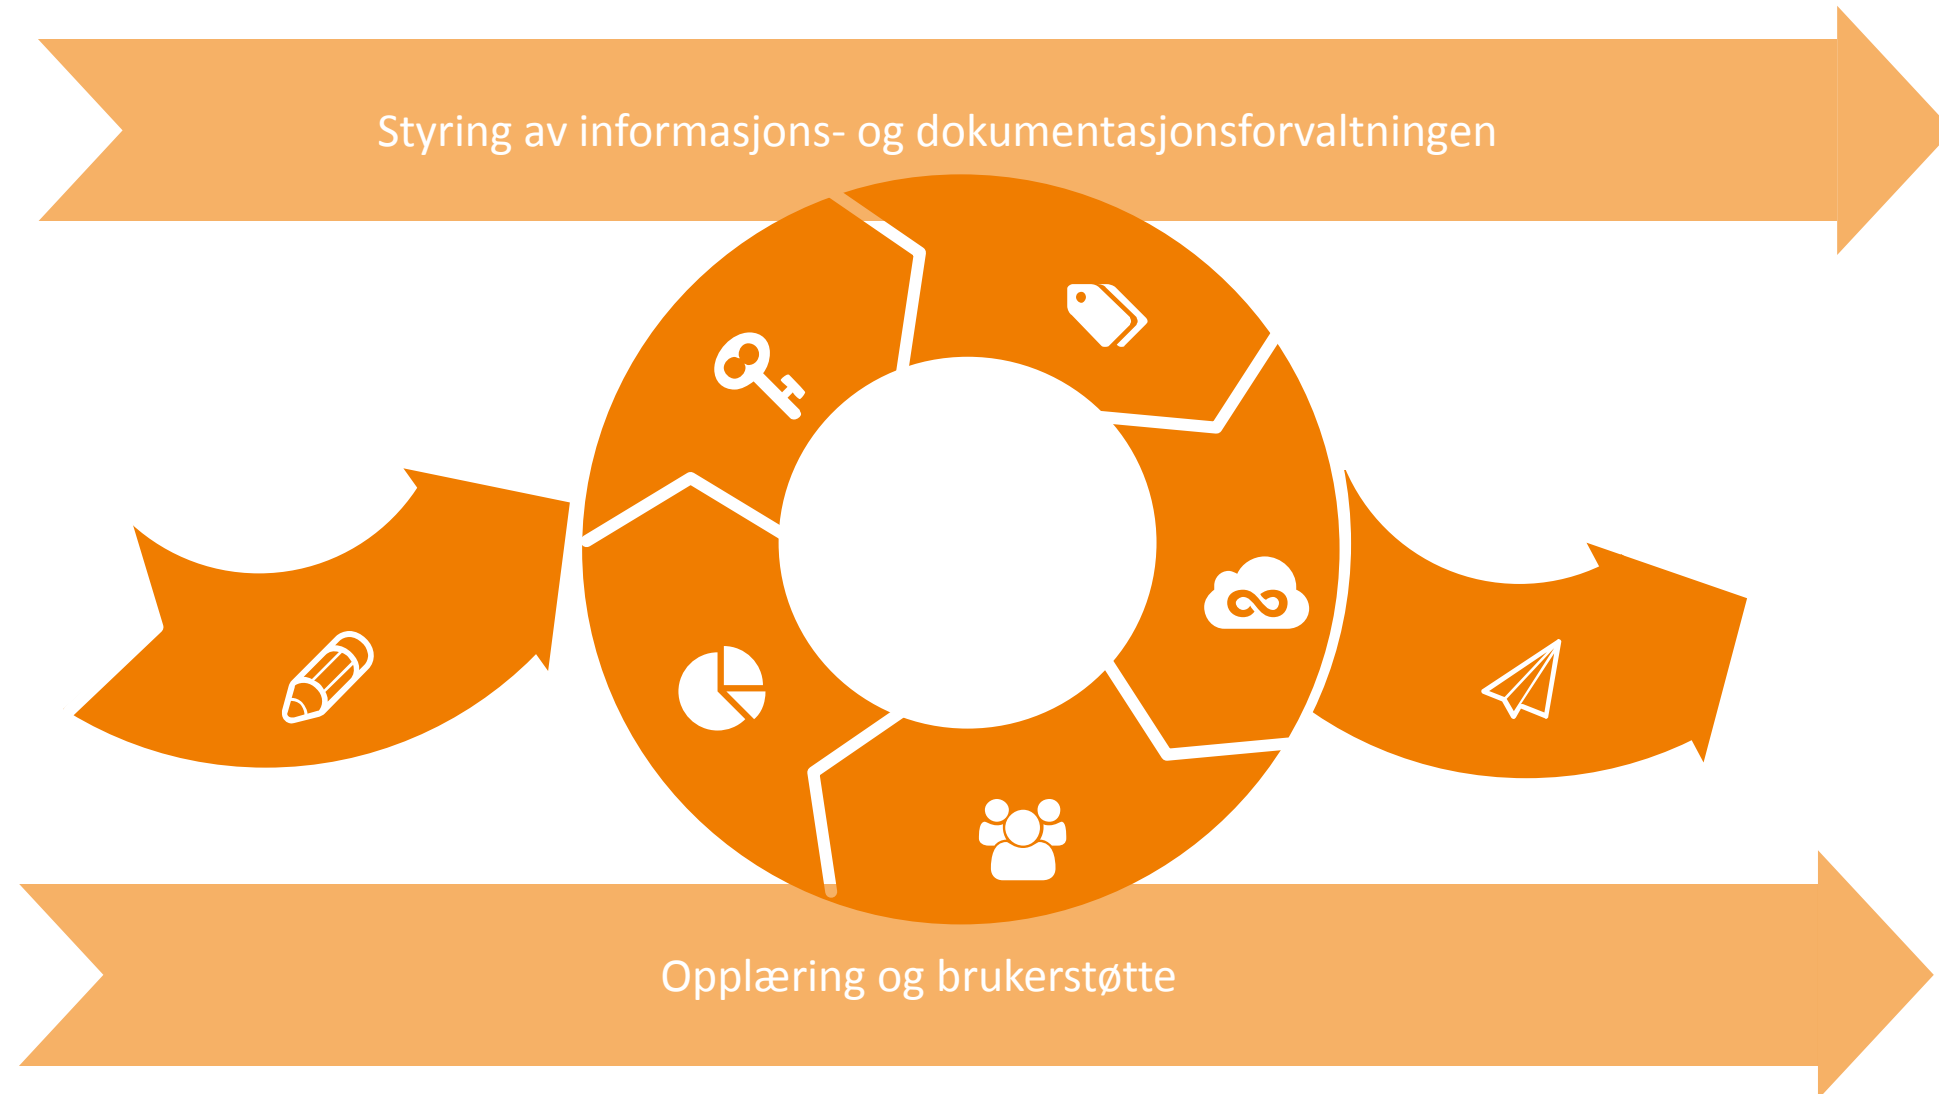 Styring av informasjons- og dokumentasjonsforvaltningen
Opplæring og brukerstøtte